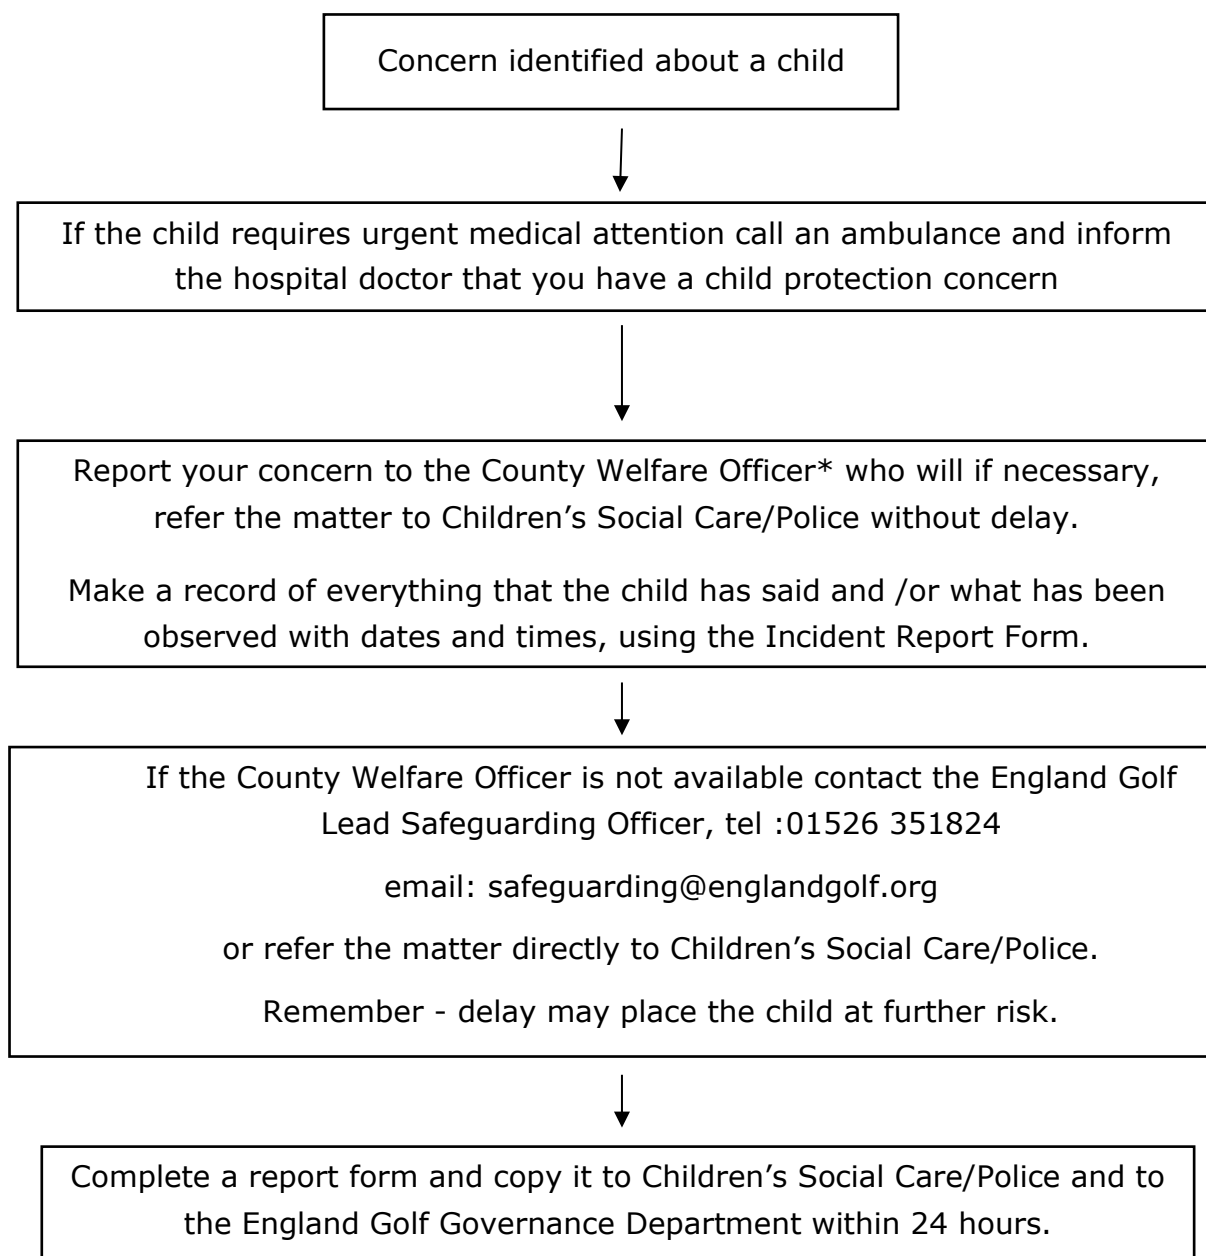 Concern identified about a child
If the child requires urgent medical attention call an ambulance and inform
the hospital doctor that you have a child protection concern
Report your concern to the County Welfare Officer* who will if necessary,
refer the matter to Children’s Social Care/Police without delay.
Make a record of everything that the child has said and /or what has been
observed with dates and times, using the Incident Report Form.
If the County Welfare Officer is not available contact the England Golf
Lead Safeguarding Officer, tel :01526 351824
email: safeguarding@englandgolf.org
or refer the matter directly to Children’s Social Care/Police.
Remember - delay may place the child at further risk.
Complete a report form and copy it to Children’s Social Care/Police and to
the England Golf Governance Department within 24 hours.